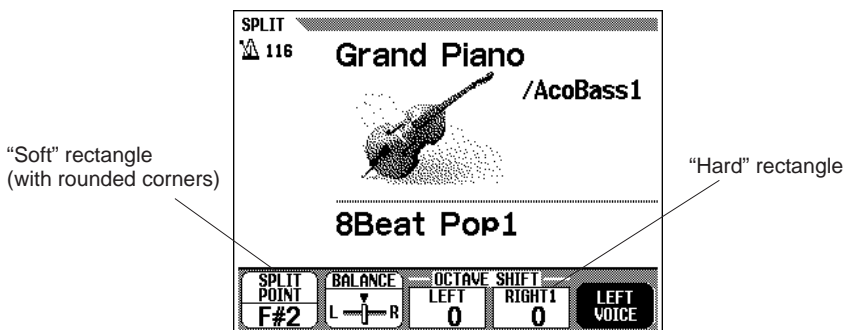 SPLIT
116
Grand Piano
/AcoBass1
“Soft” rectangle
(with rounded corners)
“Hard” rectangle
8Beat Pop1
SPLIT
POINT
F#2
BALANCE
L R
OCTAVE SHIFT
LEFT
0
RIGHT1
0
LEFT
VOICE